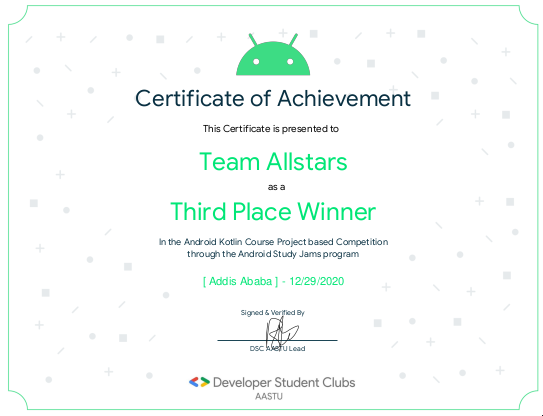 Certificate of Achievement
This Certificate is presented to
Team Allstars
as a
Third Place Winner
In the Android Kotlin Course Project based Competition
through the Android Study Jams program
[ Addis Ababa ] - 12/29/2020
Signed & Verified By
DSC AASTU Lead
Developer Student Clubs
AASTU